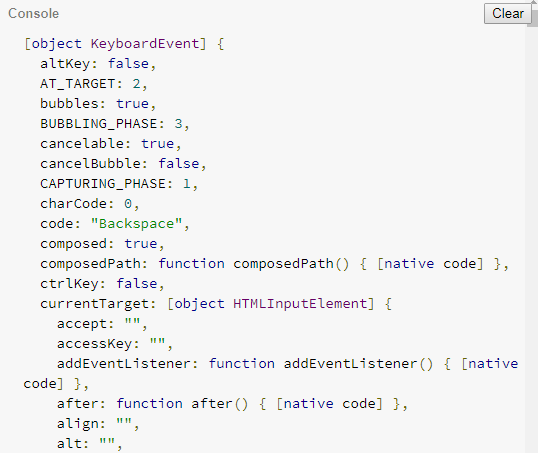 Console
Clear
[object KeyboardEvent] {
altKey: false,
AT_TARGET: 2,
bubbles: true,
BUBBLING_PHASE: 3,
cancelable: true,
cancelBubble: false,
CAPTURING_PHASE: 1,
charCode: 0,
code: "Backspace",
composed: true,
composedPath: function composedPath() { [native code] },
ctrlKey: false,
currentTarget: [object HTMLInputElement] {
accept: "",
accessKey: "",
addEventListener: function addEventListener() { [native
code] },
after: function after() { [native code] },
align: "",
alt: "",